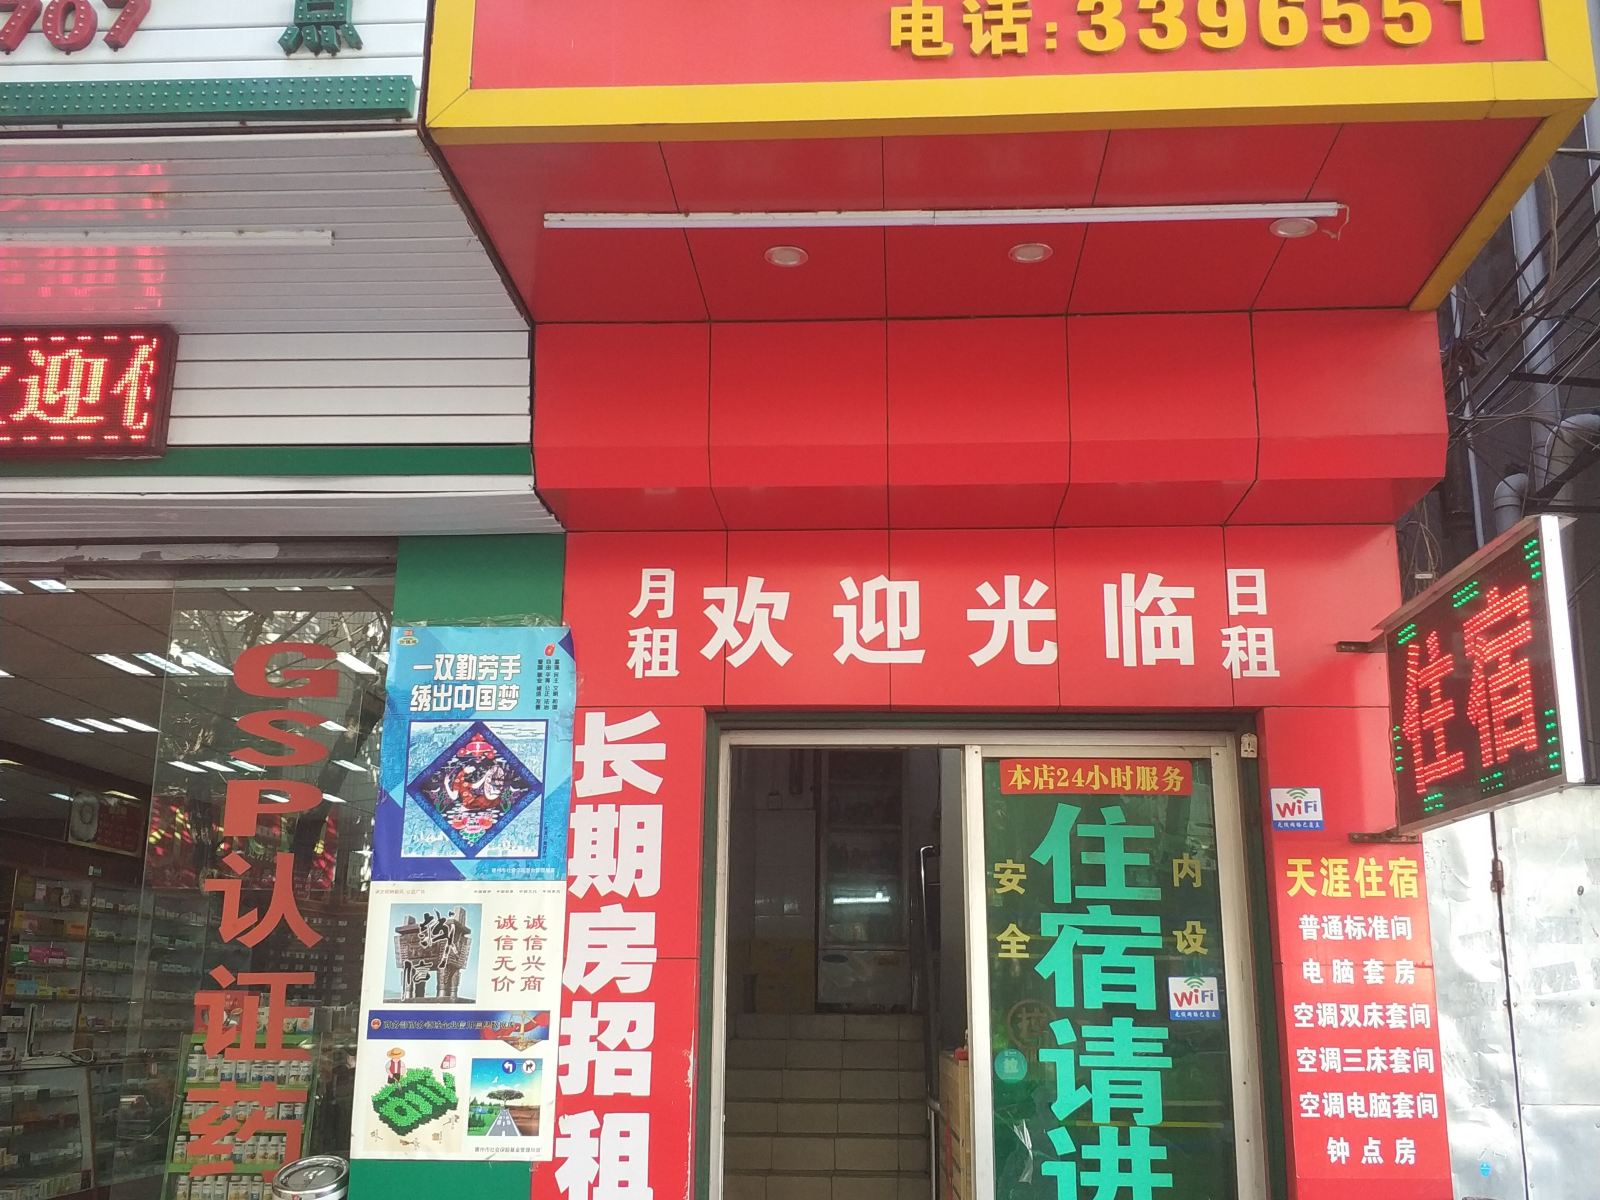 707
点
电话:3396551
迎
月租
欢迎光临
日租
住宿
一双勤劳手
绣出中国梦
长期房招租
GSP认证药
本店24小时服务
安全
住宿请进
内设
WiFi
WiFi
天涯住宿
普通标准间
电脑套房
空调双床套间
空调三床套间
空调电脑套间
钟点房
诚信无价
诚信兴商